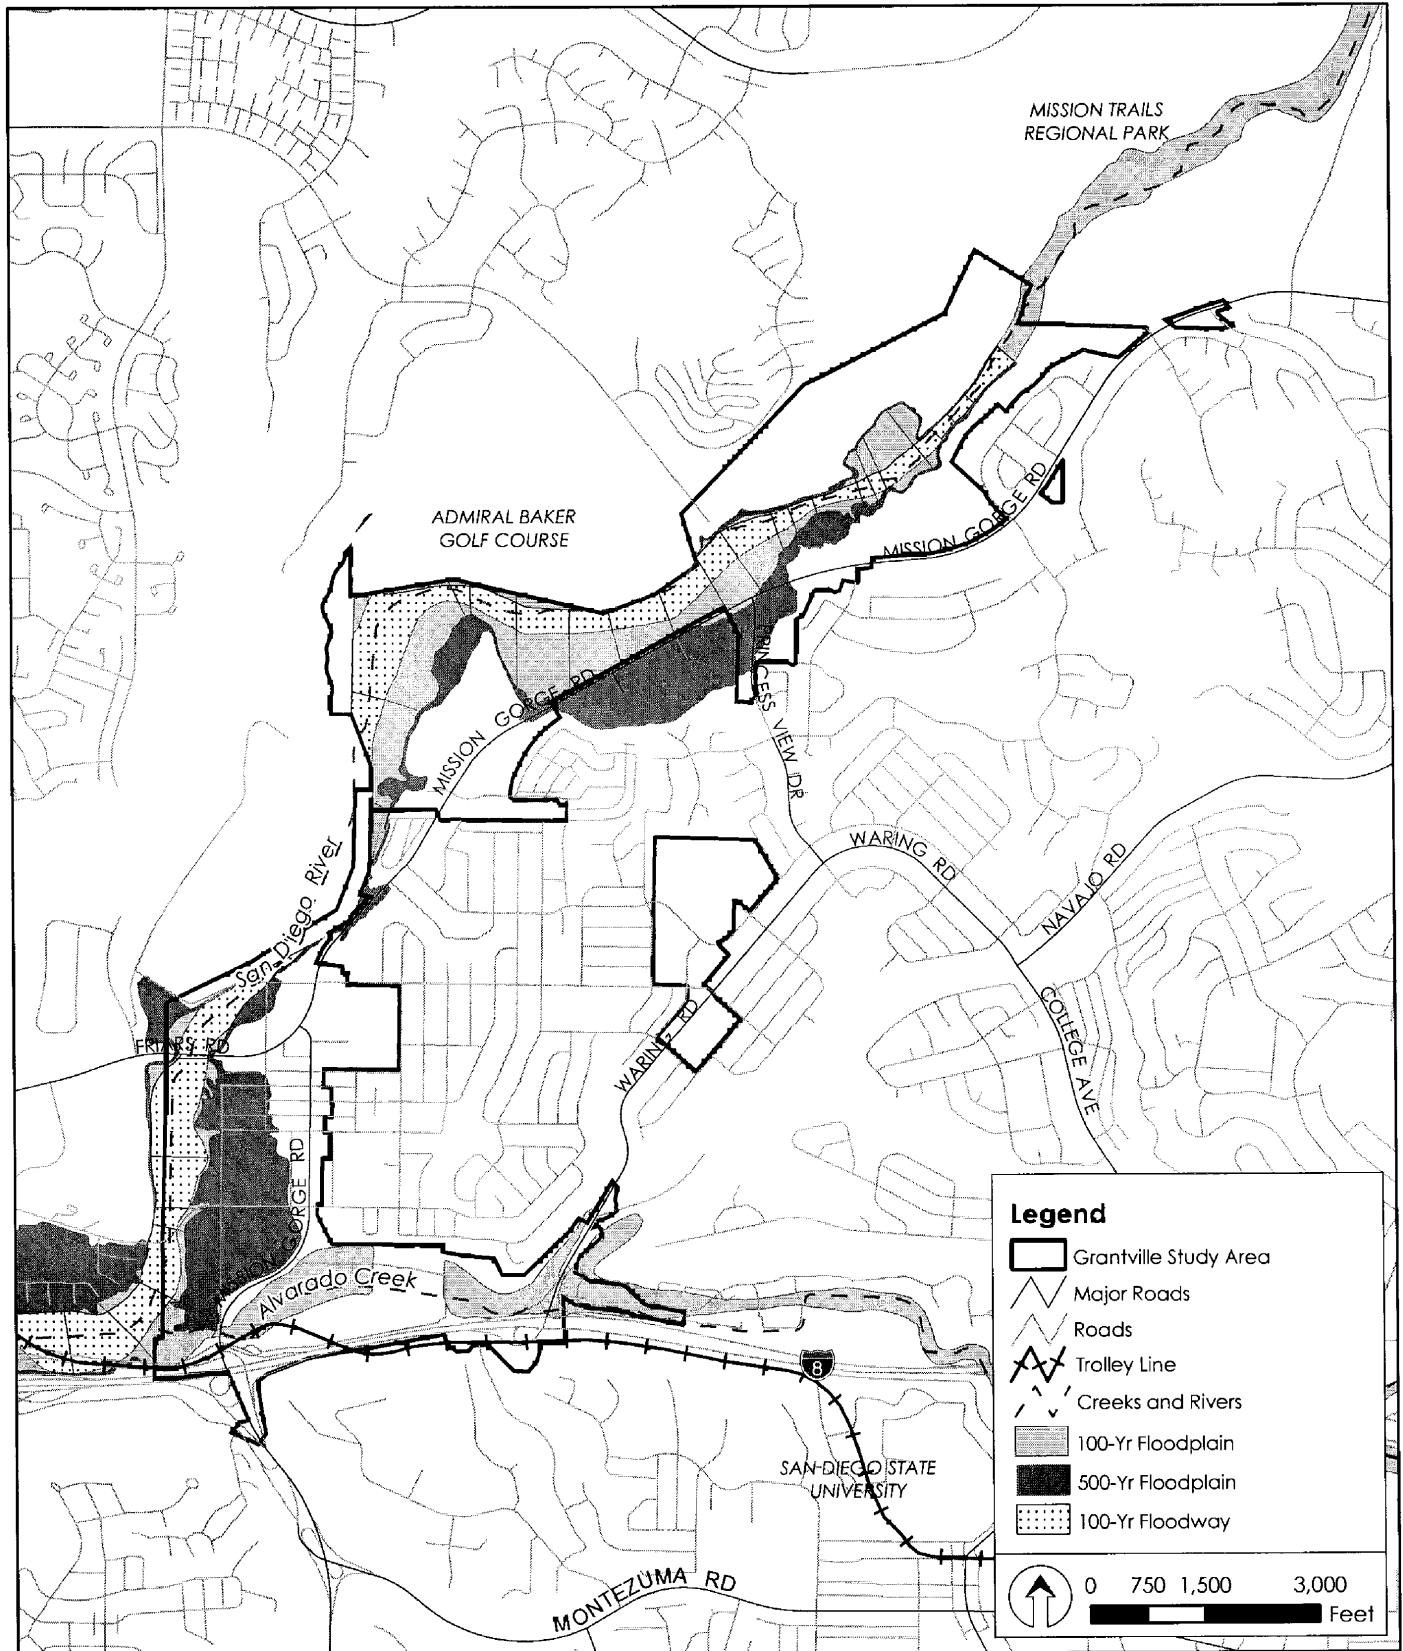 MISSION TRAILS
REGIONAL PARK
ADMIRAL BAKER
GOLF COURSE
MISSION GORGE RD
MISSION GORGE RD
PRINCESS VIEW DR
WARING RD
NAVAJO RD
San Diego River
COLLEGE AVE
WARING RD
FRIARS RD
MISSION GORGE RD
Alvarado Creek
8
SAN DIEGO STATE
UNIVERSITY
MONTEZUMA RD
Legend
Grantville Study Area
Major Roads
Roads
Trolley Line
Creeks and Rivers
100-Yr Floodplain
500-Yr Floodplain
100-Yr Floodway
0 750 1,500 3,000
Feet